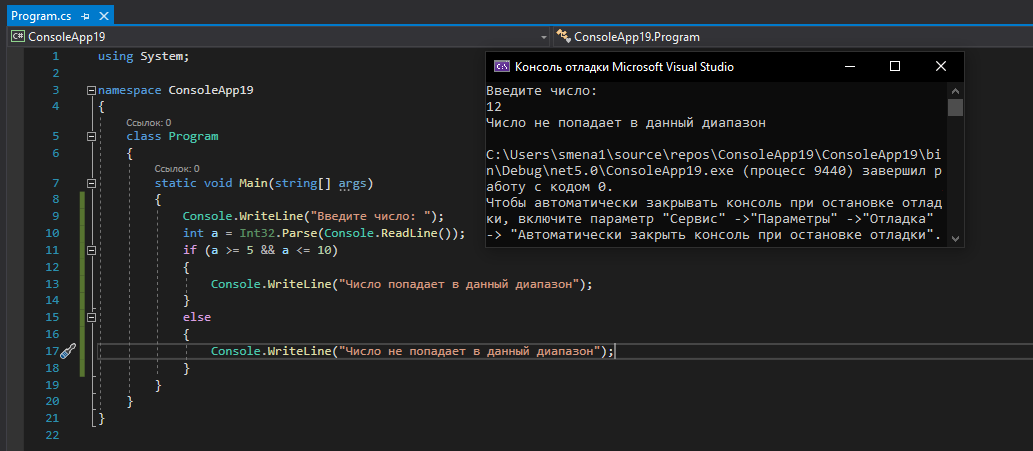 Program.cs
ConsoleApp19
ConsoleApp19.Program
1 using System;
2
3 namespace ConsoleApp19
4 {
Ссылок: 0
5 class Program
6 {
Ссылок: 0
7 static void Main(string[] args)
8 {
9 Console.WriteLine("Введите число: ");
10 int a = Int32.Parse(Console.ReadLine());
11 if (a >= 5 && a <= 10)
12 {
13 Console.WriteLine("Число попадает в данный диапазон");
14 }
15 else
16 {
17 Console.WriteLine("Число не попадает в данный диапазон");
18 }
19 }
20 }
21 }
22
Консоль отладки Microsoft Visual Studio
Введите число:
12
Число не попадает в данный диапазон
C:\Users\smena1\source\repos\ConsoleApp19\ConsoleApp19\bi
n\Debug\net5.0\ConsoleApp19.exe (процесс 9440) завершил р
аботу с кодом 0.
Чтобы автоматически закрывать консоль при остановке отлад
ки, включите параметр "Сервис" ->"Параметры" ->"Отладка"
-> "Автоматически закрыть консоль при остановке отладки".